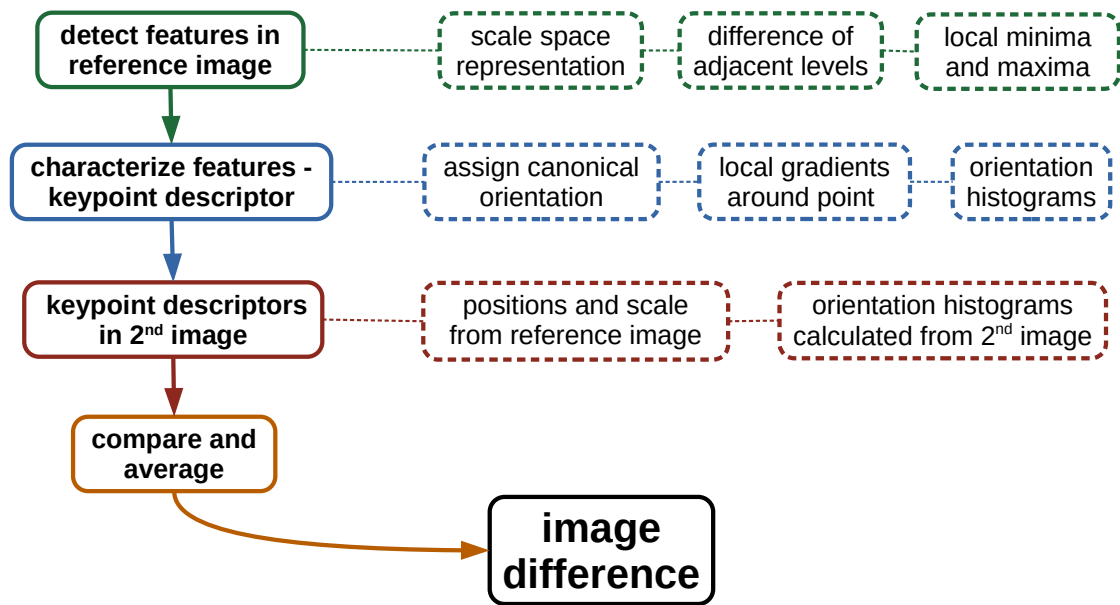 detect features in
reference image
scale space
representation
difference of
adjacent levels
local minima
and maxima
characterize features -
keypoint descriptor
assign canonical
orientation
local gradients
around point
orientation
histograms
keypoint descriptors
in 2nd image
positions and scale
from reference image
orientation histograms
calculated from 2nd image
compare and
average
image
difference